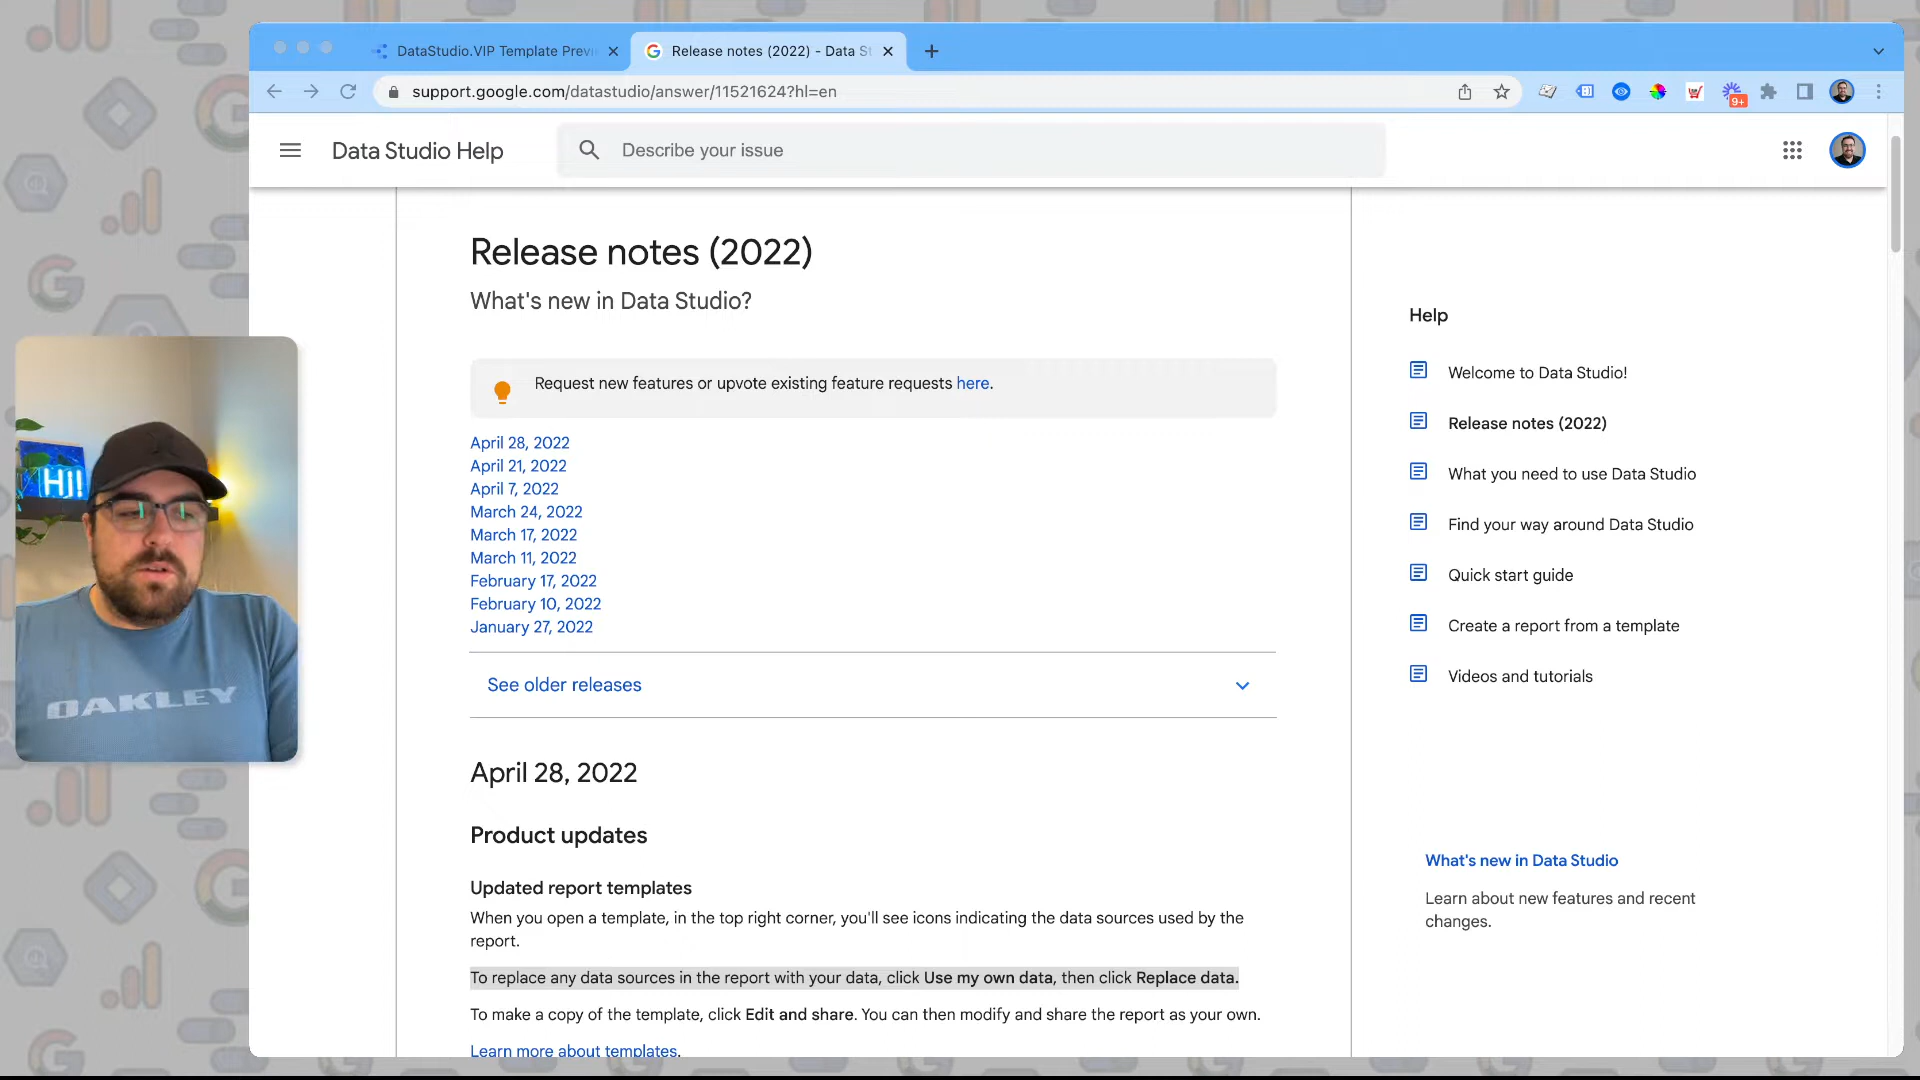 DataStudio.VIP Template Previ
Release notes (2022) - Data St
support.google.com/datastudio/answer/11521624?hl=en
9+
Data Studio Help
Describe your issue
Release notes (2022)
What's new in Data Studio?
Request new features or upvote existing feature requests here.
April 28, 2022
April 21, 2022
April 7, 2022
March 24, 2022
March 17, 2022
March 11, 2022
February 17, 2022
February 10, 2022
January 27, 2022
See older releases
April 28, 2022
Product updates
Updated report templates
When you open a template, in the top right corner, you'll see icons indicating the data sources used by the
report.
To replace any data sources in the report with your data, click Use my own data, then click Replace data.
To make a copy of the template, click Edit and share. You can then modify and share the report as your own.
Learn more about templates.
Help
Welcome to Data Studio!
Release notes (2022)
What you need to use Data Studio
Find your way around Data Studio
Quick start guide
Create a report from a template
Videos and tutorials
What's new in Data Studio
Learn about new features and recent
changes.
HI!
OAKLEY